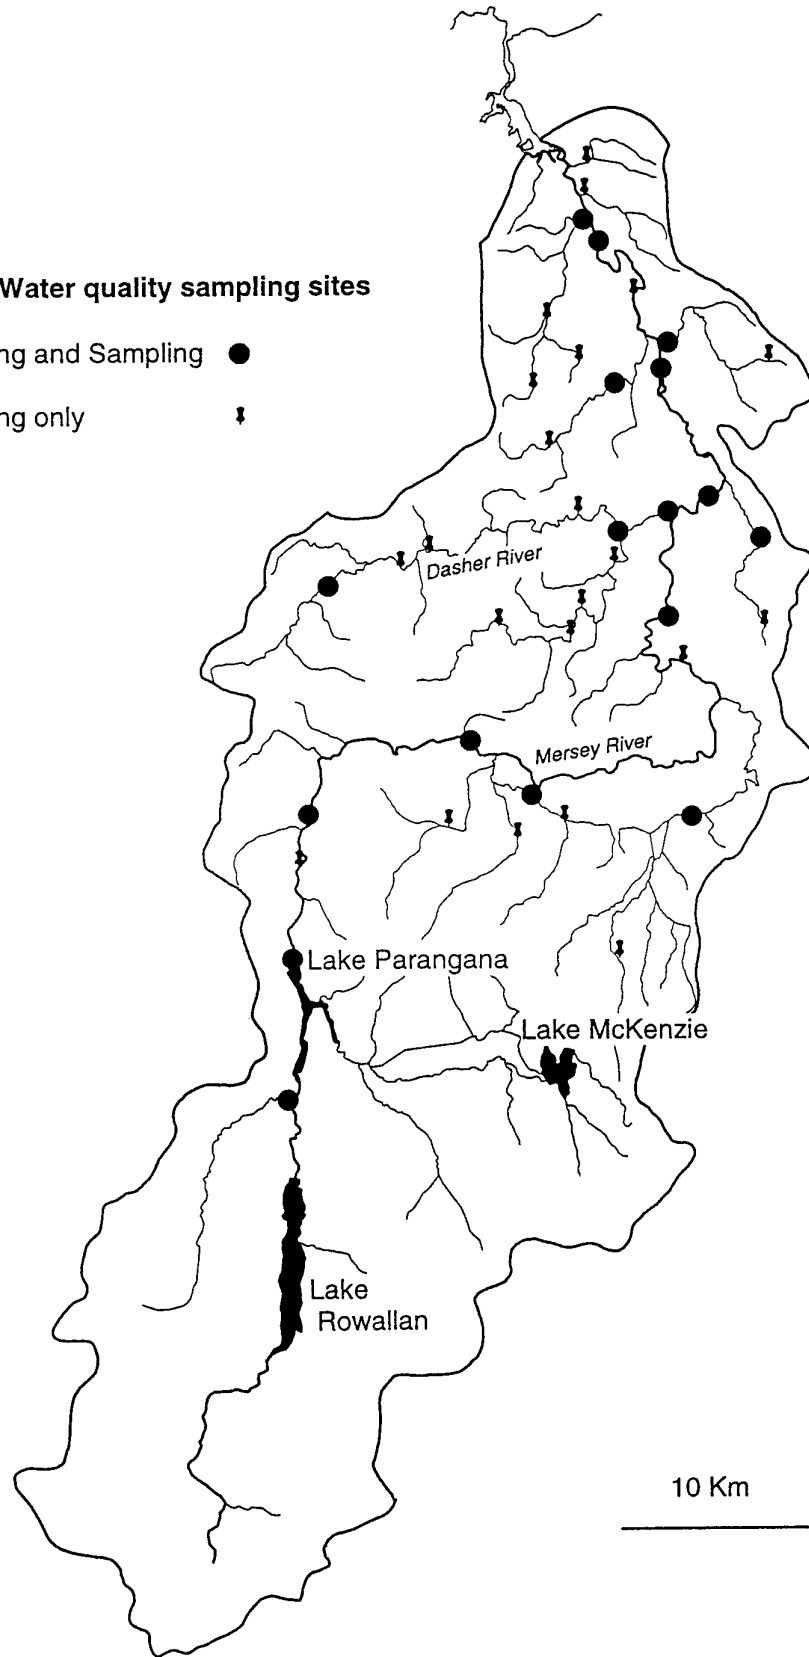 Water quality sampling sites
ng and Sampling
ng only
Dasher River
Mersey River
Lake Parangana
Lake McKenzie
Lake
Rowallan
10 Km